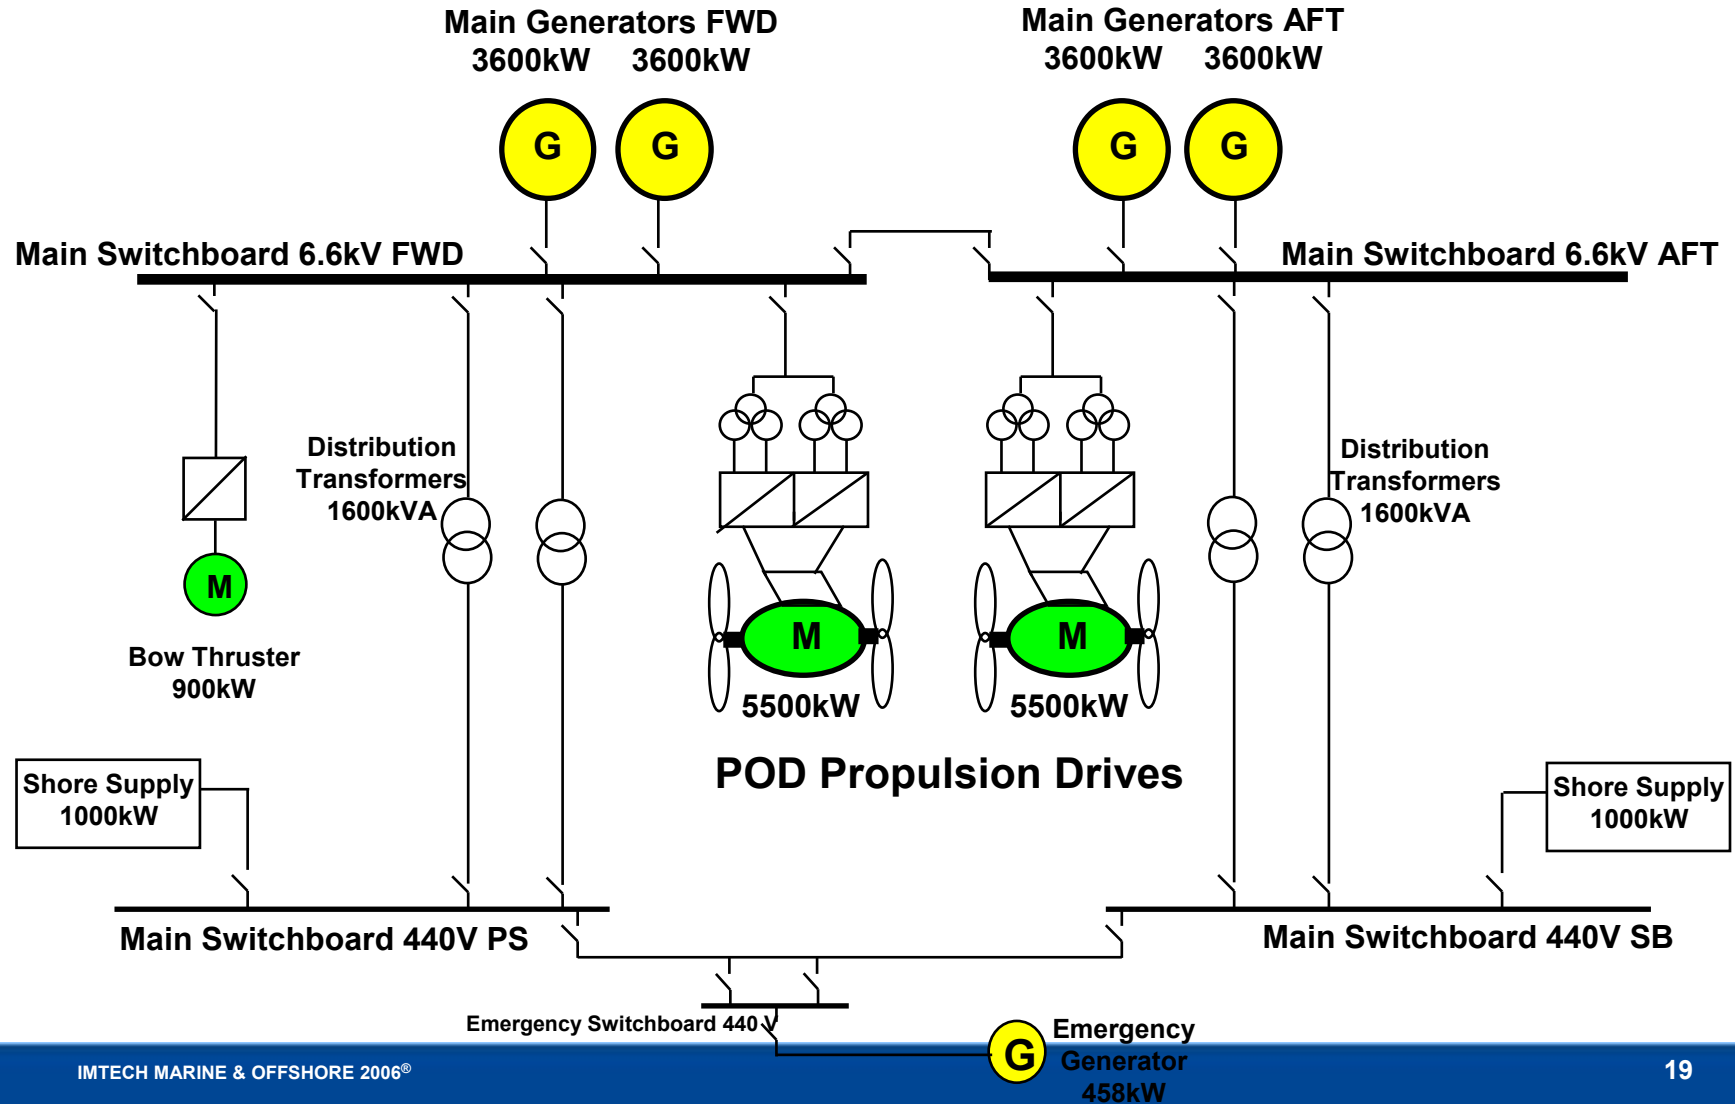 Main Generators FWD
3600kW 3600kW
Main Generators AFT
3600kW 3600kW
G
G
G
G
Main Switchboard 6.6kV FWD
Main Switchboard 6.6kV AFT
Distribution
Transformers
1600kVA
Distribution
Transformers
1600kVA
M
Bow Thruster
900kW
M
M
5500kW
5500kW
POD Propulsion Drives
Shore Supply
1000kW
Shore Supply
1000kW
Main Switchboard 440V PS
Main Switchboard 440V SB
Emergency Switchboard 440 V
G
Emergency
Generator
458kW
IMTECH MARINE & OFFSHORE 2006®
19